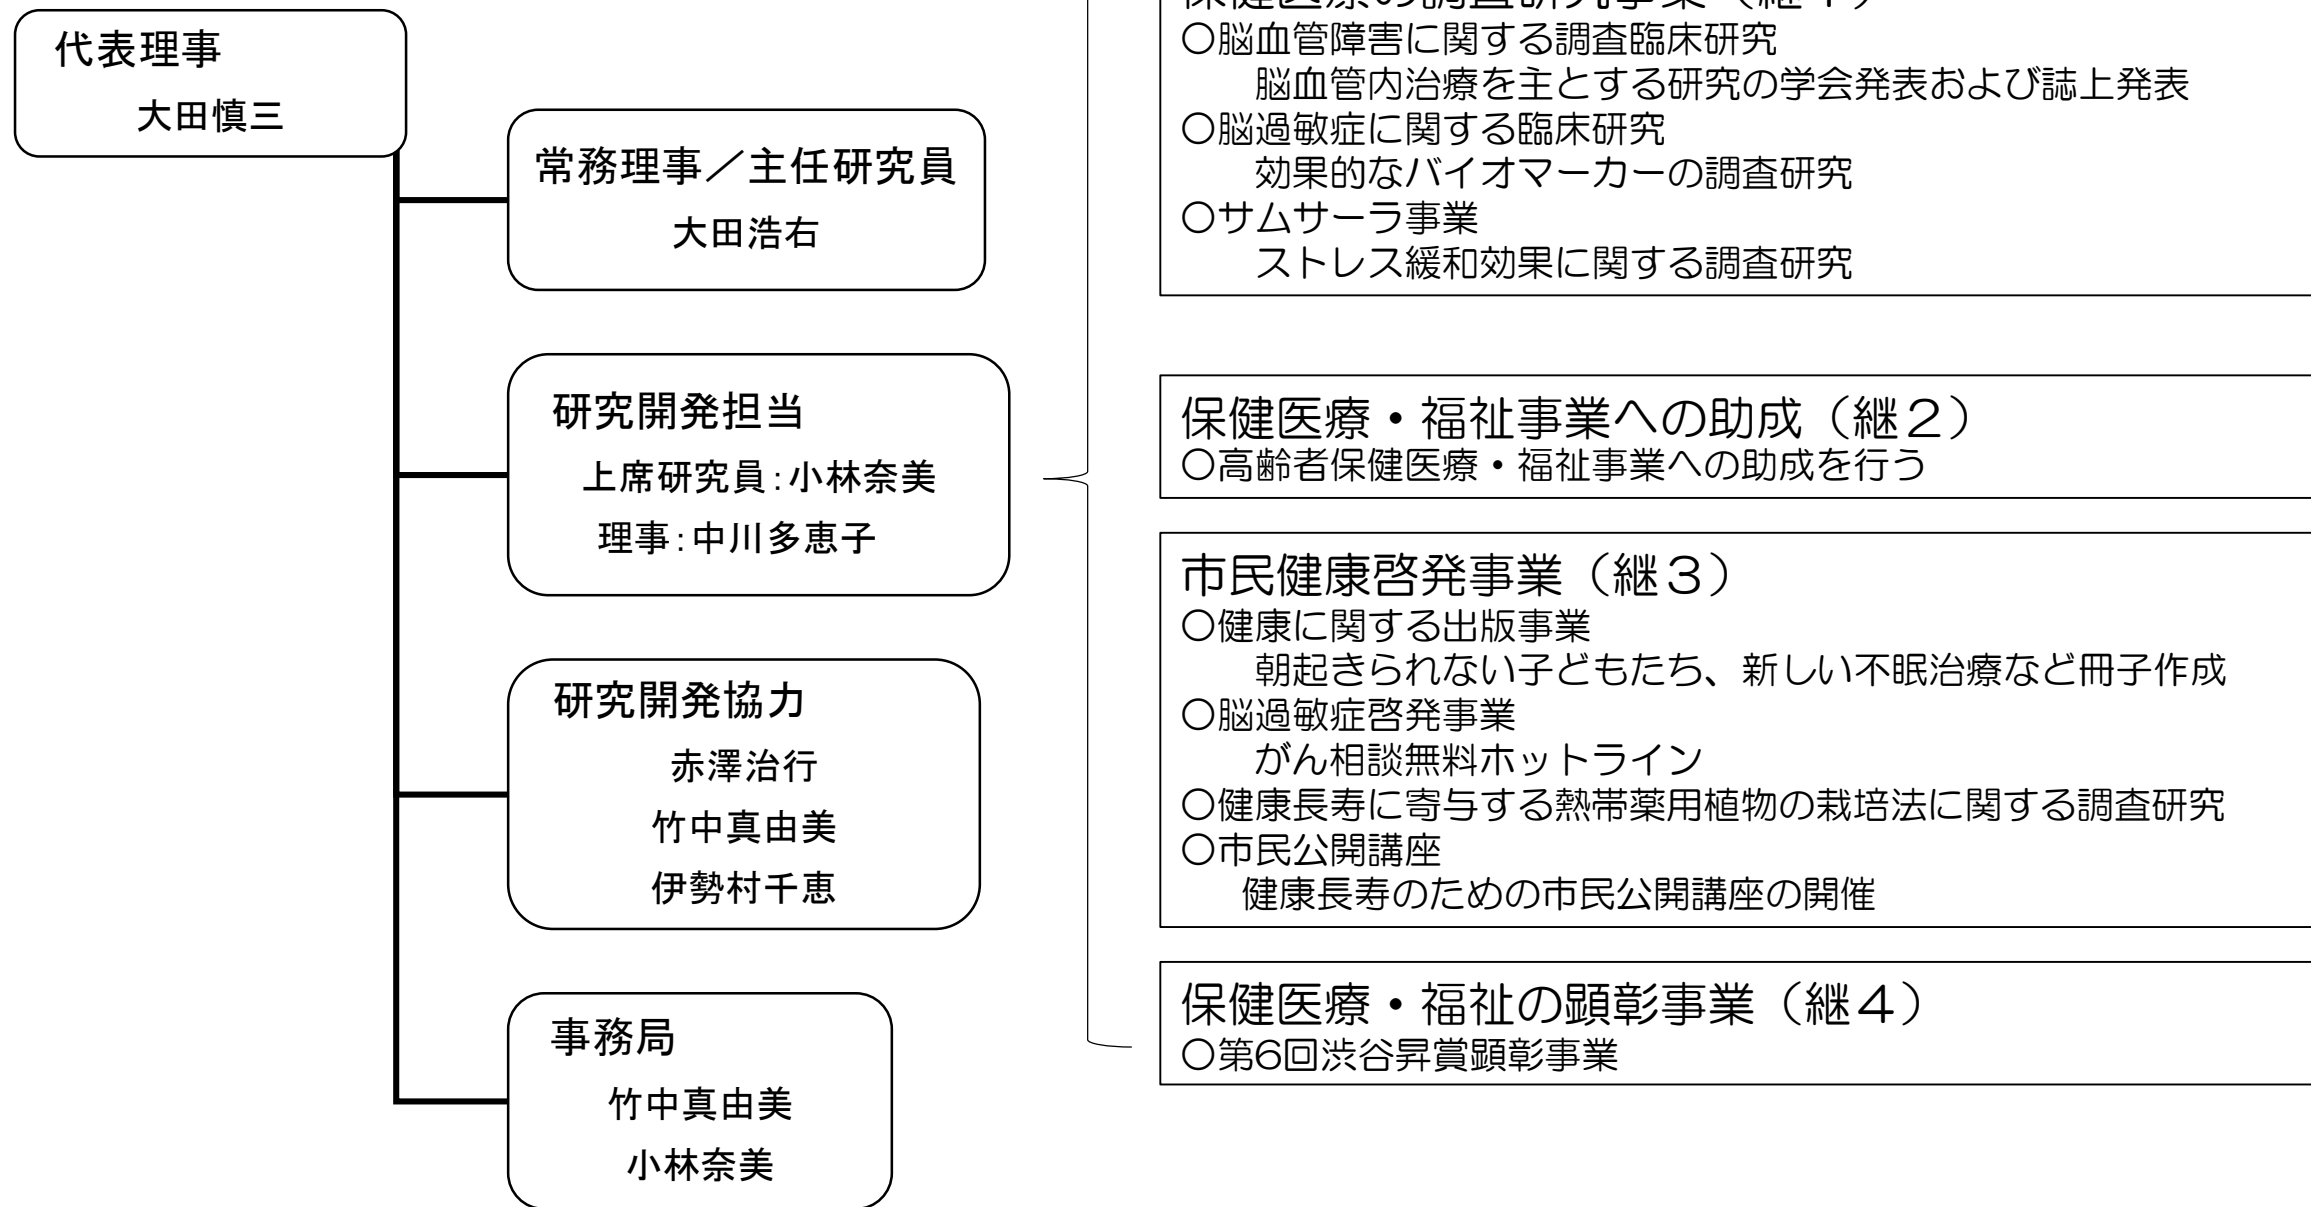 代表理事
大田慎三
常務理事／主任研究員
大田浩右
研究開発担当
上席研究員：小林奈美
理事：中川多恵子
研究開発協力
赤澤治行
竹中真由美
伊勢村千恵
事務局
竹中真由美
小林奈美
保健医療の調査研究事業（継１）
○脳血管障害に関する調査臨床研究
脳血管内治療を主とする研究の学会発表および誌上発表
○脳過敏症に関する臨床研究
効果的なバイオマーカーの調査研究
○サムサーラ事業
ストレス緩和効果に関する調査研究
保健医療・福祉事業への助成（継２）
○高齢者保健医療・福祉事業への助成を行う
市民健康啓発事業（継３）
○健康に関する出版事業
朝起きられない子どもたち、新しい不眠治療など冊子作成
○脳過敏症啓発事業
がん相談無料ホットライン
○健康長寿に寄与する熱帯薬用植物の栽培法に関する調査研究
○市民公開講座
健康長寿のための市民公開講座の開催
保健医療・福祉の顕彰事業（継４）
○第6回渋谷昇賞顕彰事業